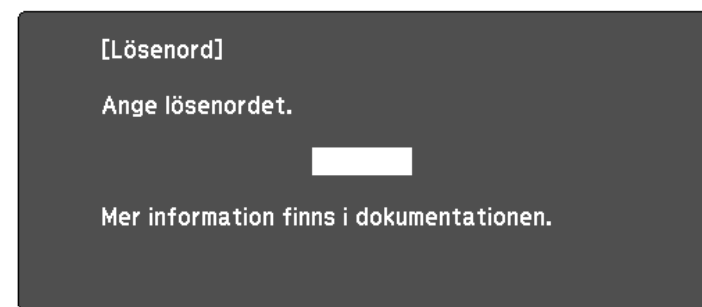 [Lösenord]
Ange lösenordet.
Mer information finns i dokumentationen.